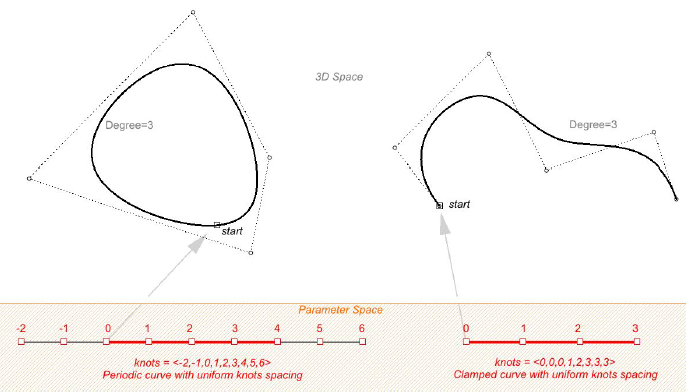 3D Space
Degree=3
Degree=3
start
start
Parameter Space
-2 -1 0 1 2 3 4 5 6
0 1 2 3
knots = <-2,-1,0,1,2,3,4,5,6>
Periodic curve with uniform knots spacing
knots = <0,0,0,1,2,3,3,3>
Clamped curve with uniform knots spacing